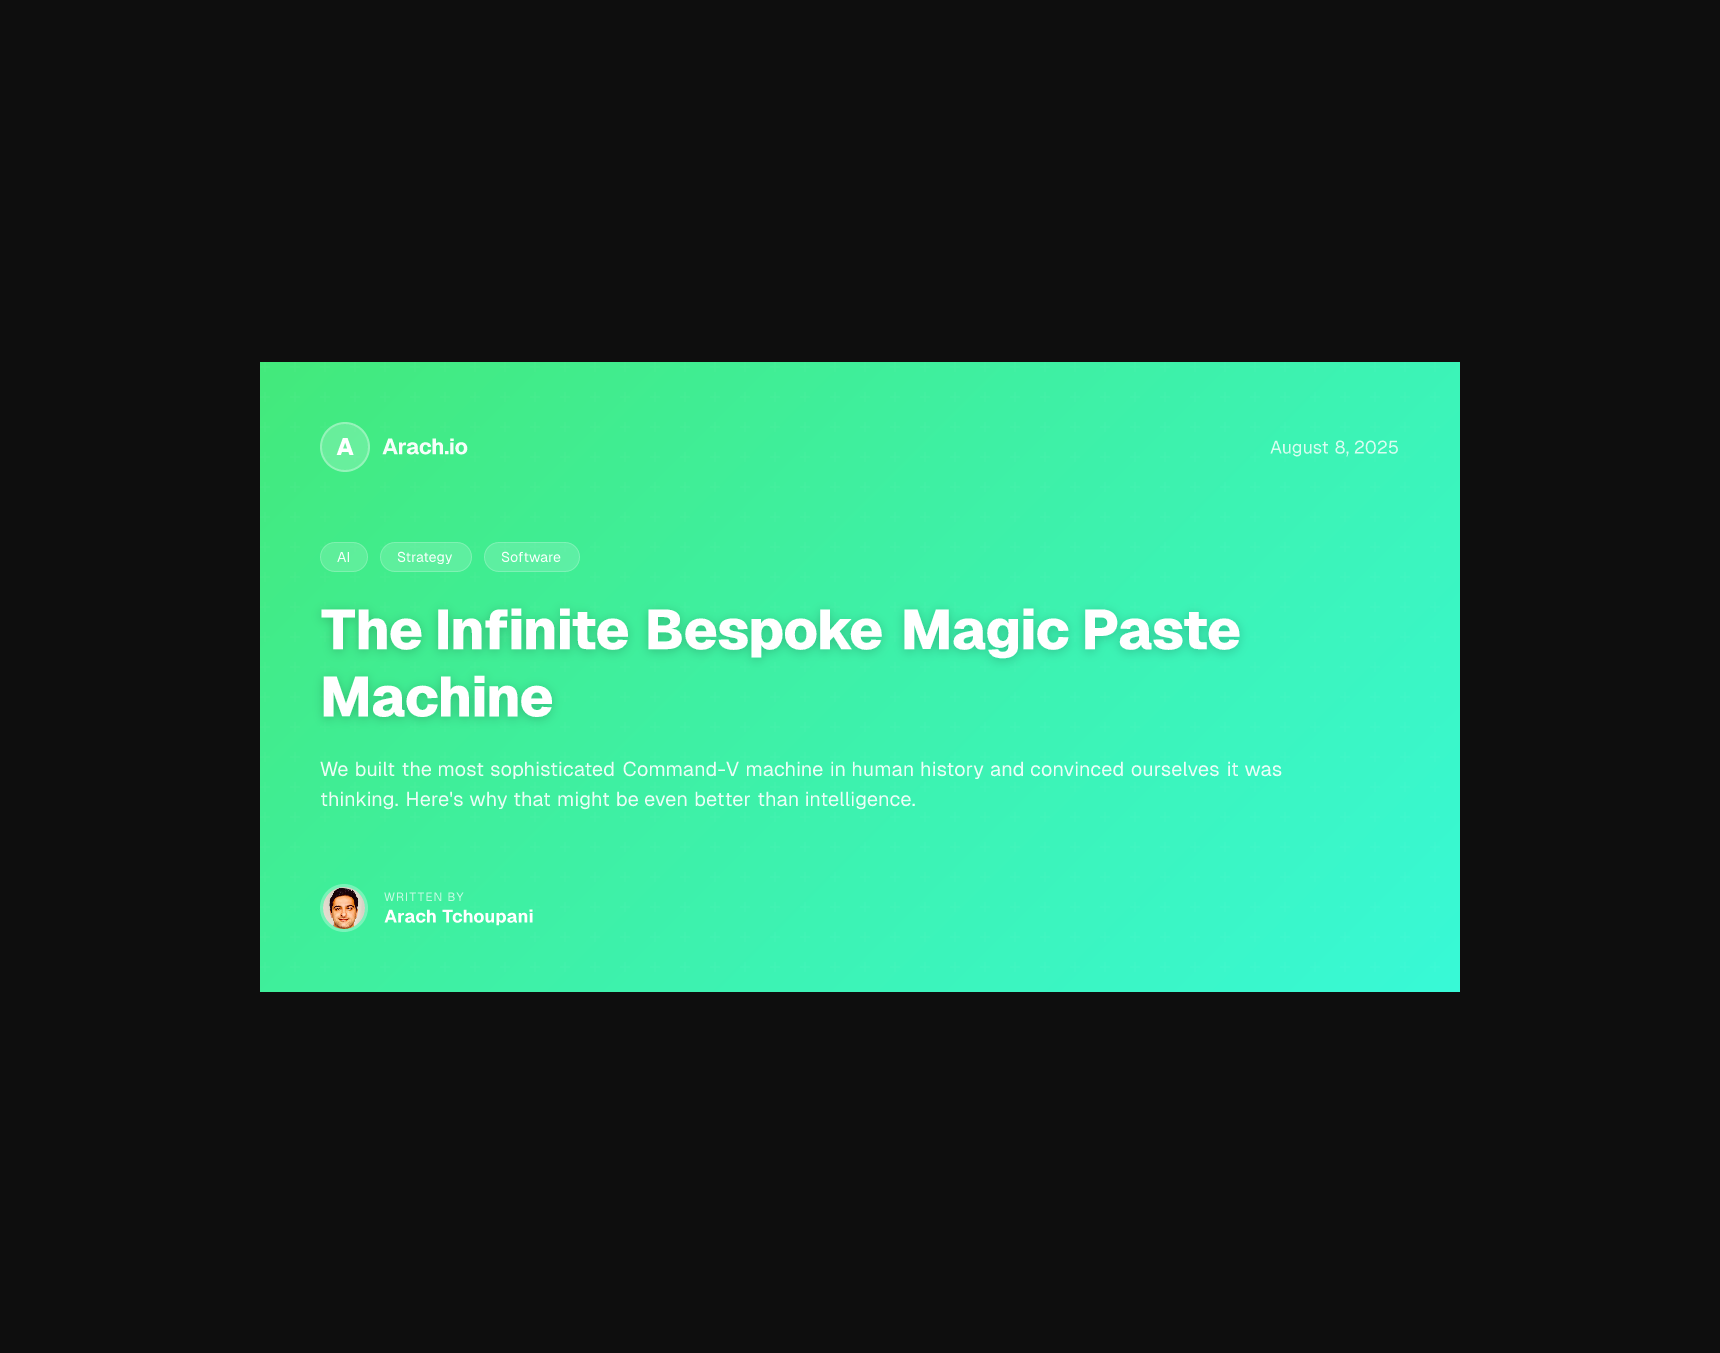 A Arach.io
August 8, 2025
AI Strategy Software
The Infinite Bespoke Magic Paste
Machine
We built the most sophisticated Command-V machine in human history and convinced ourselves it was
thinking. Here's why that might be even better than intelligence.
WRITTEN BY
Arach Tchoupani